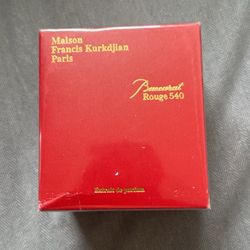 Maison
Francis Kurkdjian
Paris
Baccarat
Rouge 540
Extrait de parfum